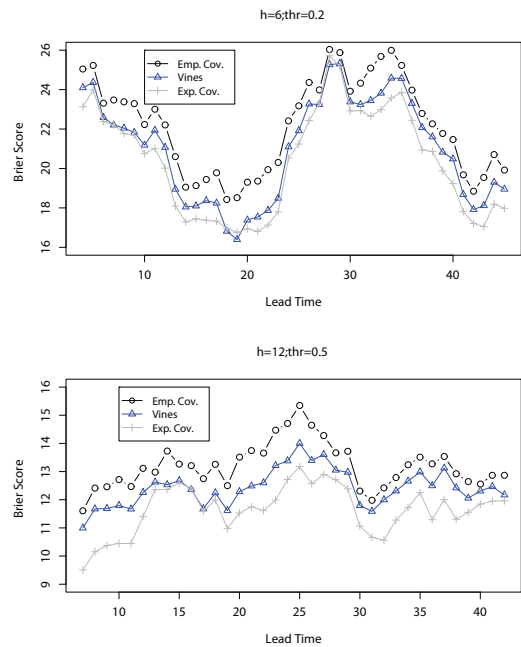 h=6;thr=0.2
26
24
22
20
18
16
Brier Score
Emp. Cov.
Vines
Exp. Cov.
10 20 30 40
Lead Time
h=12;thr=0.5
16
15
14
13
12
11
10
9
Brier Score
Emp. Cov.
Vines
Exp. Cov.
10 15 20 25 30 35 40
Lead Time